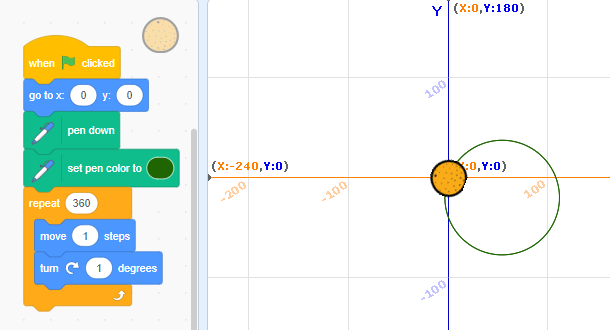 when clicked
go to x: 0 y: 0
pen down
set pen color to
repeat 360
move 1 steps
turn 1 degrees
Y (X:0,Y:180)
100
(X:-240,Y:0)
:0,Y:0)
-200
-100
100
-100